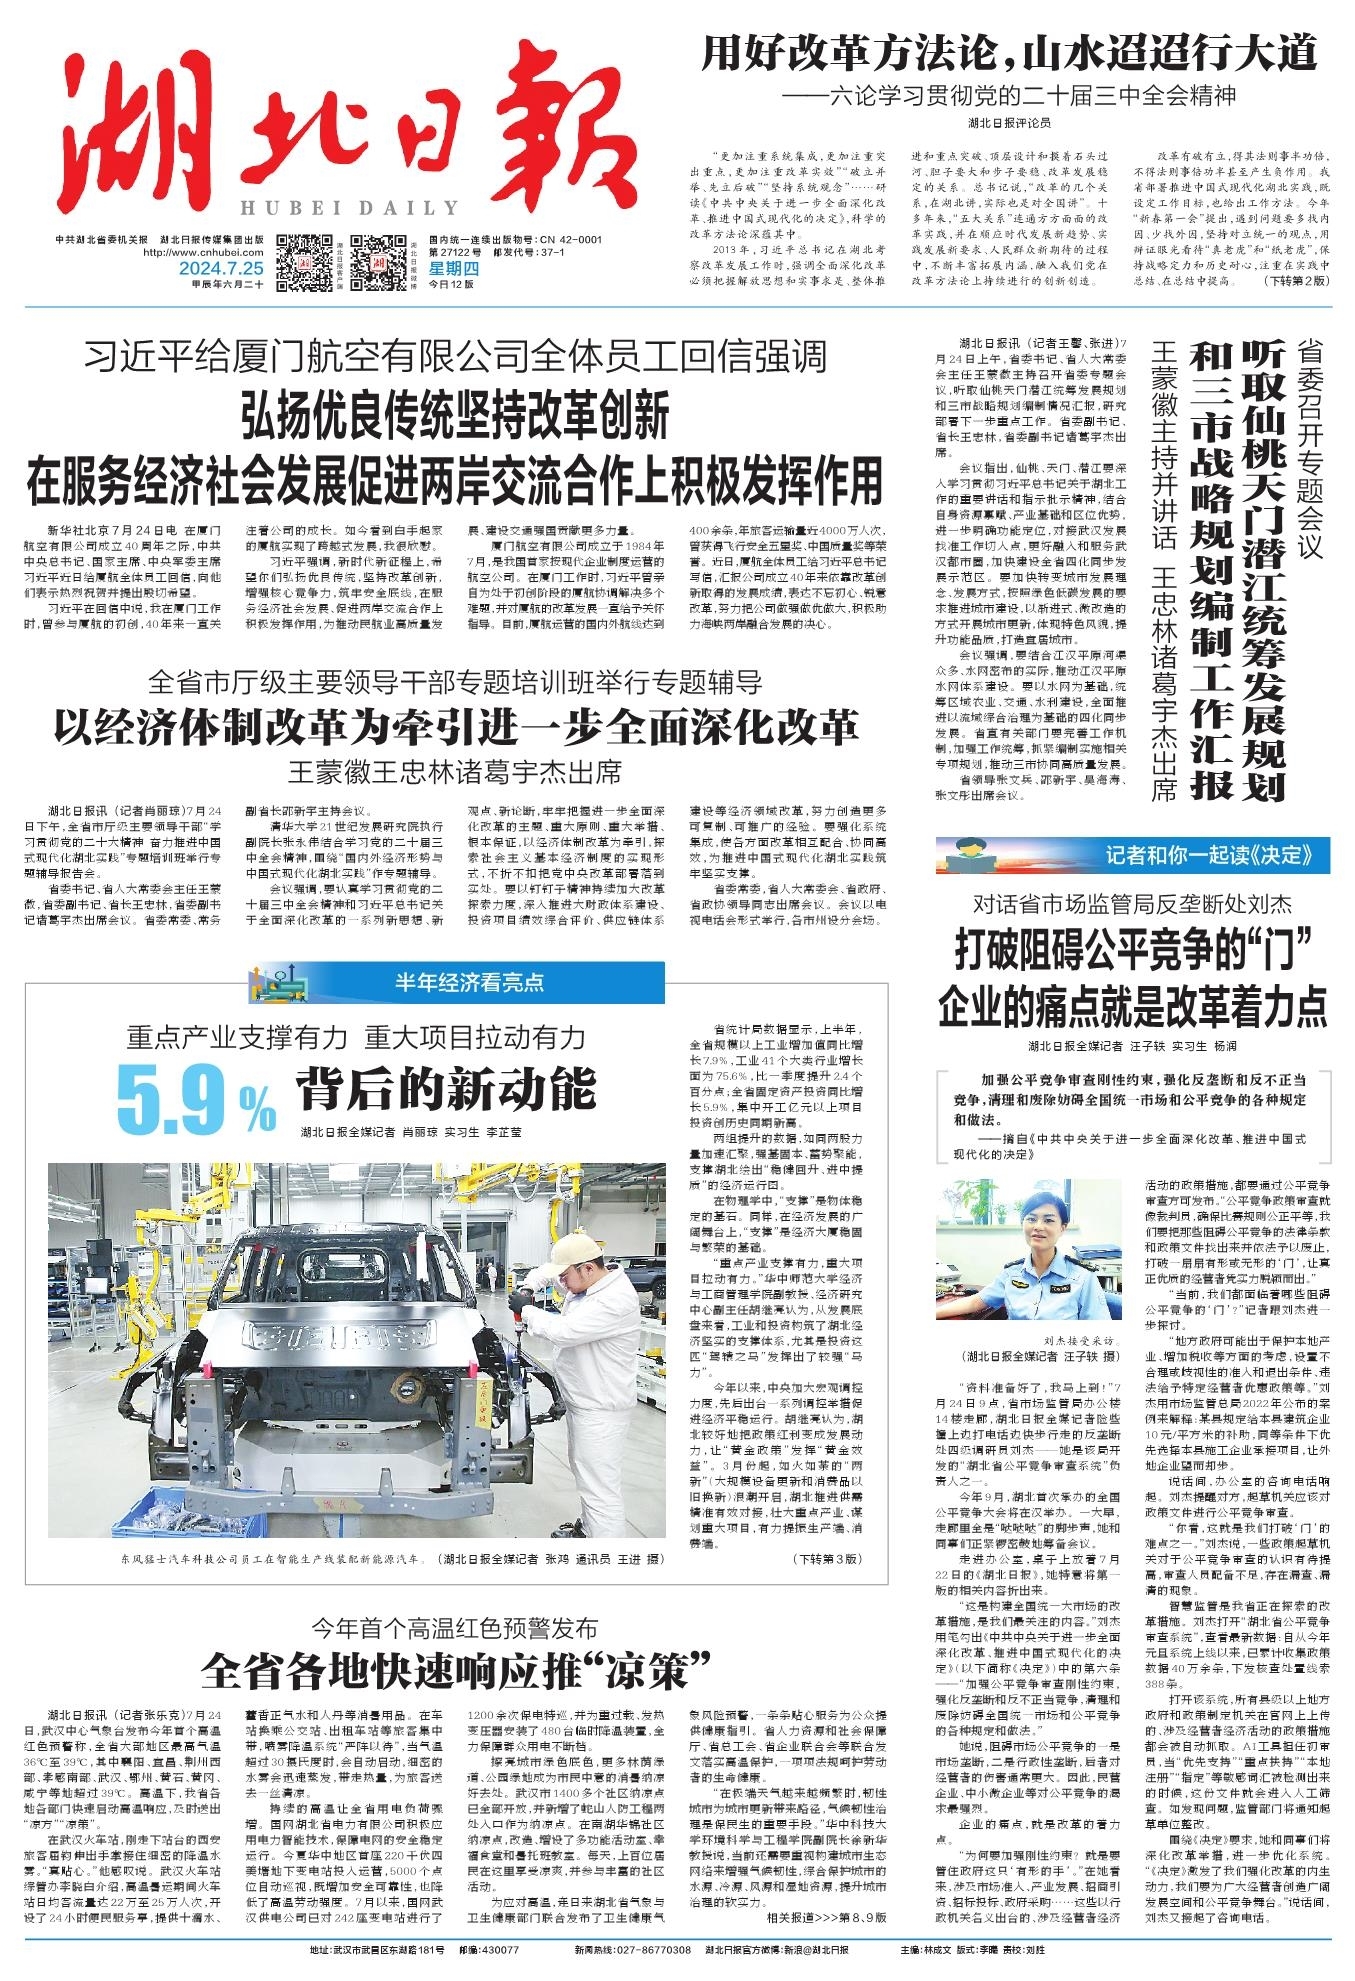 湖北日報
HUBEI DAILY
中共湖北省委机关报 湖北日报传媒集团出版
http://www.cnhubei.com
2024.7.25
甲辰年六月二十
湖北日报客户端
湖北日报微博
国内统一连续出版物号:CN 42-0001
第27122号 邮发代号:37-1
星期四
今日12版
用好改革方法论,山水迢迢行大道
——六论学习贯彻党的二十届三中全会精神
湖北日报评论员
“更加注重系统集成,更加注重突
出重点,更加注重改革实效”“破立并
举、先立后破”“坚持系统观念”……研
读《中共中央关于进一步全面深化改
革、推进中国式现代化的决定》,科学的
改革方法论深蕴其中。
2013年,习近平总书记在湖北考
察改革发展工作时,强调全面深化改革
必须把握解放思想和实事求是、整体推
进和重点突破、顶层设计和摸着石头过
河、胆子要大和步子要稳、改革发展稳
定的关系。总书记说,“改革的几个关
系,在湖北讲,实际也是对全国讲”。十
多年来,“五大关系”连通方方面面的改
革实践,并在顺应时代发展新趋势、实
践发展新要求、人民群众新期待的过程
中,不断丰富拓展内涵,融入我们党在
改革方法论上持续进行的创新创造。
改革有破有立,得其法则事半功倍,
不得法则事倍功半甚至产生负作用。我
省部署推进中国式现代化湖北实践,既
设定工作目标,也给出工作方法。今年
“新春第一会”提出,遇到问题要多找内
因、少找外因,坚持对立统一的观点,用
辩证眼光看待“真老虎”和“纸老虎”,保
持战略定力和历史耐心,注重在实践中
总结、在总结中提高。 (下转第2版)
习近平给厦门航空有限公司全体员工回信强调
弘扬优良传统坚持改革创新
在服务经济社会发展促进两岸交流合作上积极发挥作用
新华社北京7月24日电 在厦门
航空有限公司成立40周年之际,中共
中央总书记、国家主席、中央军委主席
习近平近日给厦航全体员工回信,向他
们表示热烈祝贺并提出殷切希望。
习近平在回信中说,我在厦门工作
时,曾参与厦航的初创,40年来一直关
注着公司的成长。如今看到白手起家
的厦航实现了跨越式发展,我很欣慰。
习近平强调,新时代新征程上,希
望你们弘扬优良传统,坚持改革创新,
增强核心竞争力,筑牢安全底线,在服
务经济社会发展、促进两岸交流合作上
积极发挥作用,为推动民航业高质量发
展、建设交通强国贡献更多力量。
厦门航空有限公司成立于1984年
7月,是我国首家按现代企业制度运营的
航空公司。在厦门工作时,习近平曾亲
自为处于初创阶段的厦航协调解决多个
难题,并对厦航的改革发展一直给予关怀
指导。目前,厦航运营的国内外航线达到
400余条,年旅客运输量近4000万人次,
曾获得飞行安全五星奖、中国质量奖等荣
誉。近日,厦航全体员工给习近平总书记
写信,汇报公司成立40年来依靠改革创
新取得的发展成绩,表达不忘初心、锐意
改革,努力把公司做强做优做大,积极助
力海峡两岸融合发展的决心。
全省市厅级主要领导干部专题培训班举行专题辅导
以经济体制改革为牵引进一步全面深化改革
王蒙徽王忠林诸葛宇杰出席
湖北日报讯 (记者肖丽琼)7月24
日下午,全省市厅级主要领导干部“学
习贯彻党的二十大精神 奋力推进中国
式现代化湖北实践”专题培训班举行专
题辅导报告会。
省委书记、省人大常委会主任王蒙
徽,省委副书记、省长王忠林,省委副书
记诸葛宇杰出席会议。省委常委、常务
副省长邵新宇主持会议。
清华大学21世纪发展研究院执行
副院长张永伟结合学习党的二十届三
中全会精神,围绕“国内外经济形势与
中国式现代化湖北实践”作专题辅导。
会议强调,要认真学习贯彻党的二
十届三中全会精神和习近平总书记关
于全面深化改革的一系列新思想、新
观点、新论断,牢牢把握进一步全面深
化改革的主题、重大原则、重大举措、
根本保证,以经济体制改革为牵引,探
索社会主义基本经济制度的实现形
式,不折不扣把党中央改革部署落到
实处。要以钉钉子精神持续加大改革
探索力度,深入推进大财政体系建设、
投资项目绩效综合评价、供应链体系
建设等经济领域改革,努力创造更多
可复制、可推广的经验。要强化系统
集成,使各方面改革相互配合、协同高
效,为推进中国式现代化湖北实践筑
牢坚实支撑。
省委常委,省人大常委会、省政府、
省政协领导同志出席会议。会议以电
视电话会形式举行,各市州设分会场。
省委召开专题会议
听取仙桃天门潜江统筹发展规划
和三市战略规划编制工作汇报
王蒙徽主持并讲话 王忠林诸葛宇杰出席
湖北日报讯 (记者王馨、张进)7
月24日上午,省委书记、省人大常委
会主任王蒙徽主持召开省委专题会
议,听取仙桃天门潜江统筹发展规划
和三市战略规划编制情况汇报,研究
部署下一步重点工作。省委副书记、
省长王忠林,省委副书记诸葛宇杰出
席。
会议指出,仙桃、天门、潜江要深
入学习贯彻习近平总书记关于湖北工
作的重要讲话和指示批示精神,结合
自身资源禀赋、产业基础和区位优势,
进一步明确功能定位,对接武汉发展
找准工作切入点,更好融入和服务武
汉都市圈,加快建设全省四化同步发
展示范区。要加快转变城市发展理
念、发展方式,按照绿色低碳发展的要
求推进城市建设,以渐进式、微改造的
方式开展城市更新,体现特色风貌,提
升功能品质,打造宜居城市。
会议强调,要结合江汉平原河渠
众多、水网密布的实际,推动江汉平原
水网体系建设。要以水网为基础,统
筹区域农业、交通、水利建设,全面推
进以流域综合治理为基础的四化同步
发展。省直有关部门要完善工作机
制,加强工作统筹,抓紧编制实施相关
专项规划,推动三市协同高质量发展。
省领导张文兵、邵新宇、吴海涛、
张文彤出席会议。
半年经济看亮点
重点产业支撑有力 重大项目拉动有力
5.9% 背后的新动能
湖北日报全媒记者 肖丽琼 实习生 李芷莹
东风猛士汽车科技公司员工在智能生产线装配新能源汽车。(湖北日报全媒记者 张鸿 通讯员 王进 摄)
省统计局数据显示,上半年,
全省规模以上工业增加值同比增
长7.9%,工业41个大类行业增长
面为75.6%,比一季度提升2.4个
百分点;全省固定资产投资同比增
长5.9%,集中开工亿元以上项目
投资创历史同期新高。
两组提升的数据,如同两股力
量加速汇聚,强基固本、蓄势聚能,
支撑湖北绘出“稳健回升、进中提
质”的经济运行图。
在物理学中,“支撑”是物体稳
定的基石。同样,在经济发展的广
阔舞台上,“支撑”是经济大厦稳固
与繁荣的基础。
“重点产业支撑有力,重大项
目拉动有力。”华中师范大学经济
与工商管理学院副教授、经济研究
中心副主任胡继亮认为,从发展底
盘来看,工业和投资构筑了湖北经
济坚实的支撑体系,尤其是投资这
匹“驾辕之马”发挥出了较强“马
力”。
今年以来,中央加大宏观调控
力度,先后出台一系列调控举措促
进经济平稳运行。胡继亮认为,湖
北较好地把政策红利变成发展动
力,让“黄金政策”发挥“黄金效
益”。3月份起,如火如荼的“两
新”(大规模设备更新和消费品以
旧换新)浪潮开启,湖北推进供需
精准有效对接,壮大重点产业、谋
划重大项目,有力提振生产端、消
费端。
(下转第3版)
记者和你一起读《决定》
对话省市场监管局反垄断处刘杰
打破阻碍公平竞争的“门”
企业的痛点就是改革着力点
湖北日报全媒记者 汪子轶 实习生 杨润
加强公平竞争审查刚性约束,强化反垄断和反不正当
竞争,清理和废除妨碍全国统一市场和公平竞争的各种规定
和做法。
——摘自《中共中央关于进一步全面深化改革、推进中国式
现代化的决定》
刘杰接受采访。
(湖北日报全媒记者 汪子轶 摄)
“资料准备好了,我马上到!”7
月24日9点,省市场监管局办公楼
14楼走廊,湖北日报全媒记者险些
撞上边打电话边快步行走的反垄断
处四级调研员刘杰——她是该局开
发的“湖北省公平竞争审查系统”负
责人之一。
今年9月,湖北首次承办的全国
公平竞争大会将在汉举办。一大早,
走廊里全是“哒哒哒”的脚步声,她和
同事们正紧锣密鼓地筹备会议。
走进办公室,桌子上放着7月
22日的《湖北日报》,她特意将第一
版的相关内容折出来。
“这是构建全国统一大市场的改
革措施,是我们最关注的内容。”刘杰
用笔勾出《中共中央关于进一步全面
深化改革、推进中国式现代化的决
定》(以下简称《决定》)中的第六条
——“加强公平竞争审查刚性约束,
强化反垄断和反不正当竞争,清理和
废除妨碍全国统一市场和公平竞争
的各种规定和做法。”
她说,阻碍市场公平竞争的一是
市场垄断,二是行政性垄断,后者对
经营者的伤害通常更大。因此,民营
企业、中小微企业等对公平竞争的渴
求最强烈。
企业的痛点,就是改革的着力
点。
“为何要加强刚性约束?就是要
管住政府这只‘有形的手’。”在她看
来,涉及市场准入、产业发展、招商引
资、招标投标、政府采购……这些以行
政机关名义出台的、涉及经营者经济
活动的政策措施,都要通过公平竞争
审查方可发布。“公平竞争政策审查就
像裁判员,确保比赛规则公正平等,我
们要把那些阻碍公平竞争的法律条款
和政策文件找出来并依法予以废止,
打破一扇扇有形或无形的‘门’,让真
正优质的经营者凭实力脱颖而出。”
“当前,我们都面临着哪些阻碍
公平竞争的‘门’?”记者跟刘杰进一
步探讨。
“地方政府可能出于保护本地产
业、增加税收等方面的考虑,设置不
合理或歧视性的准入和退出条件、违
法给予特定经营者优惠政策等。”刘
杰用市场监管总局2022年公布的案
例来解释:某县规定给本县建筑企业
10元/平方米的补助,同等条件下优
先选择本县施工企业承接项目,让外
地企业望而却步。
说话间,办公室的咨询电话响
起。刘杰提醒对方,起草机关应该对
政策文件进行公平竞争审查。
“你看,这就是我们打破‘门’的
难点之一。”刘杰说,一些政策起草机
关对于公平竞争审查的认识有待提
高,审查人员配备不足,存在漏查、漏
清的现象。
智慧监管是我省正在探索的改
革措施。刘杰打开“湖北省公平竞争
审查系统”,查看最新数据:自从今年
元旦系统上线以来,已累计收集政策
数据40万余条,下发核查处置线索
388条。
打开该系统,所有县级以上地方
政府和政策制定机关在官网上上传
的、涉及经营者经济活动的政策措施
都会被自动抓取。AI工具担任初审
员,当“优先支持”“重点扶持”“本地
注册”“指定”等敏感词汇被检测出来
的时候,这份文件就会进入人工筛
查。如发现问题,监管部门将通知起
草单位整改。
围绕《决定》要求,她和同事们将
深化改革举措,进一步优化系统。
“《决定》激发了我们强化改革的内生
动力,我们要为广大经营者创造广阔
发展空间和公平竞争舞台。”说话间,
刘杰又接起了咨询电话。
今年首个高温红色预警发布
全省各地快速响应推“凉策”
湖北日报讯 (记者张乐克)7月24
日,武汉中心气象台发布今年首个高温
红色预警称,全省大部地区最高气温
36℃至39℃,其中襄阳、宜昌、荆州西
部、孝感南部、武汉、鄂州、黄石、黄冈、
咸宁等地超过39℃。高温下,我省各
地各部门快速启动高温响应,及时送出
“凉方”“凉策”。
在武汉火车站,刚走下站台的西安
旅客屈钧伸出手掌接住细密的降温水
雾。“真贴心。”他感叹说。武汉火车站
综管办李晓白介绍,高温暑运期间火车
站日均客流量达22万至25万人次,开
设了24小时便民服务亭,提供十滴水、
藿香正气水和人丹等消暑用品。在车
站换乘公交站、出租车站等旅客集中
带,喷雾降温系统“严阵以待”,当气温
超过30摄氏度时,会自动启动,细密的
水雾会迅速蒸发,带走热量,为旅客送
去一丝清凉。
持续的高温让全省用电负荷骤
增。国网湖北省电力有限公司积极应
用电力智能技术,保障电网的安全稳定
运行。今夏华中地区首座220千伏四
美塘地下变电站投入运营,5000个点
位自动巡视,既增加安全可靠性,也降
低了高温劳动强度。7月以来,国网武
汉供电公司已对242座变电站进行了
1200余次保电特巡,并为重过载、发热
变压器安装了480台临时降温装置,全
力保障群众用电不断档。
探亮城市绿色底色,更多林荫绿
道、公园绿地成为市民中意的消暑纳凉
好去处。武汉市1400多个社区纳凉点
已全部开放,并新增了蛇山人防工程两
处入口作为纳凉点。在南湖华锦社区
纳凉点,改造、增设了多功能活动室、幸
福食堂和暑托班教室。每天,上百位居
民在这里享受凉爽,并参与丰富的社区
活动。
为应对高温,连日来湖北省气象与
卫生健康部门联合发布了卫生健康气
象风险预警,一条条贴心服务为公众提
供健康指引。省人力资源和社会保障
厅、省总工会、省企业联合会等联合发
文落实高温保护,一项项法规呵护劳动
者的生命健康。
“在极端天气越来越频繁时,韧性
城市为城市更新带来路径,气候韧性治
理是保民生的重要手段。”华中科技大
学环境科学与工程学院副院长徐新华
教授说,当前还需要重视构建城市生态
网络来增强气候韧性,综合保护城市的
水源、冷源、风源和湿地资源,提升城市
治理的软实力。
相关报道>>>第8、9版
地址:武汉市武昌区东湖路181号 邮编:430077 新闻热线:027-86770308 湖北日报官方微博:新浪@湖北日报 主编:林成文 版式:李曦 责校:刘胜